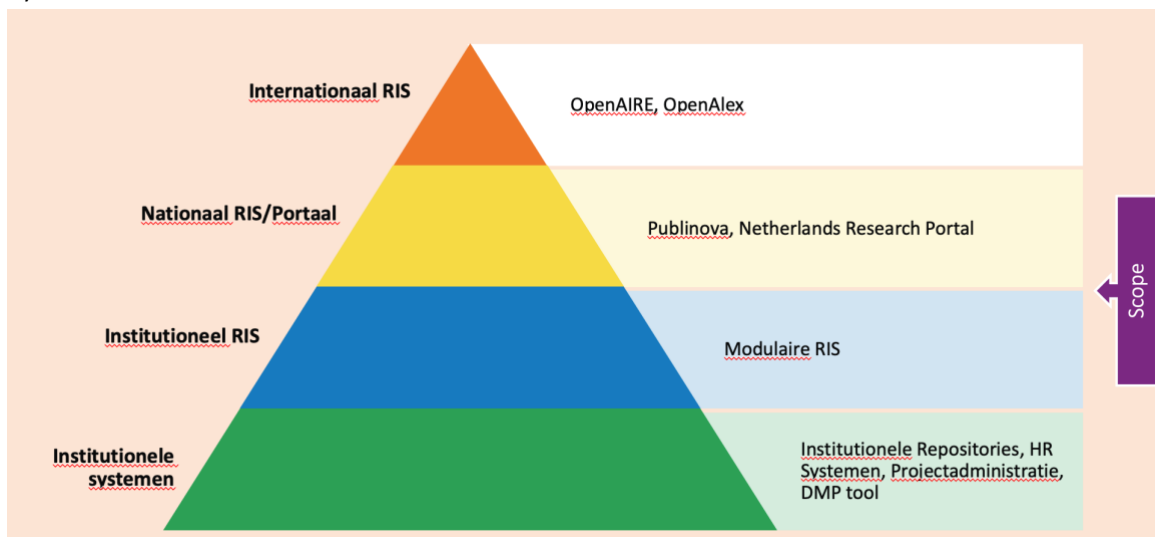 Internationaal RIS
OpenAIRE, OpenAlex
Nationaal RIS/Portaal
Publinova, Netherlands Research Portal
Scope
Institutioneel RIS
Modulaire RIS
Institutionele
systemen
Institutionele Repositories, HR
Systemen, Projectadministratie,
DMP tool